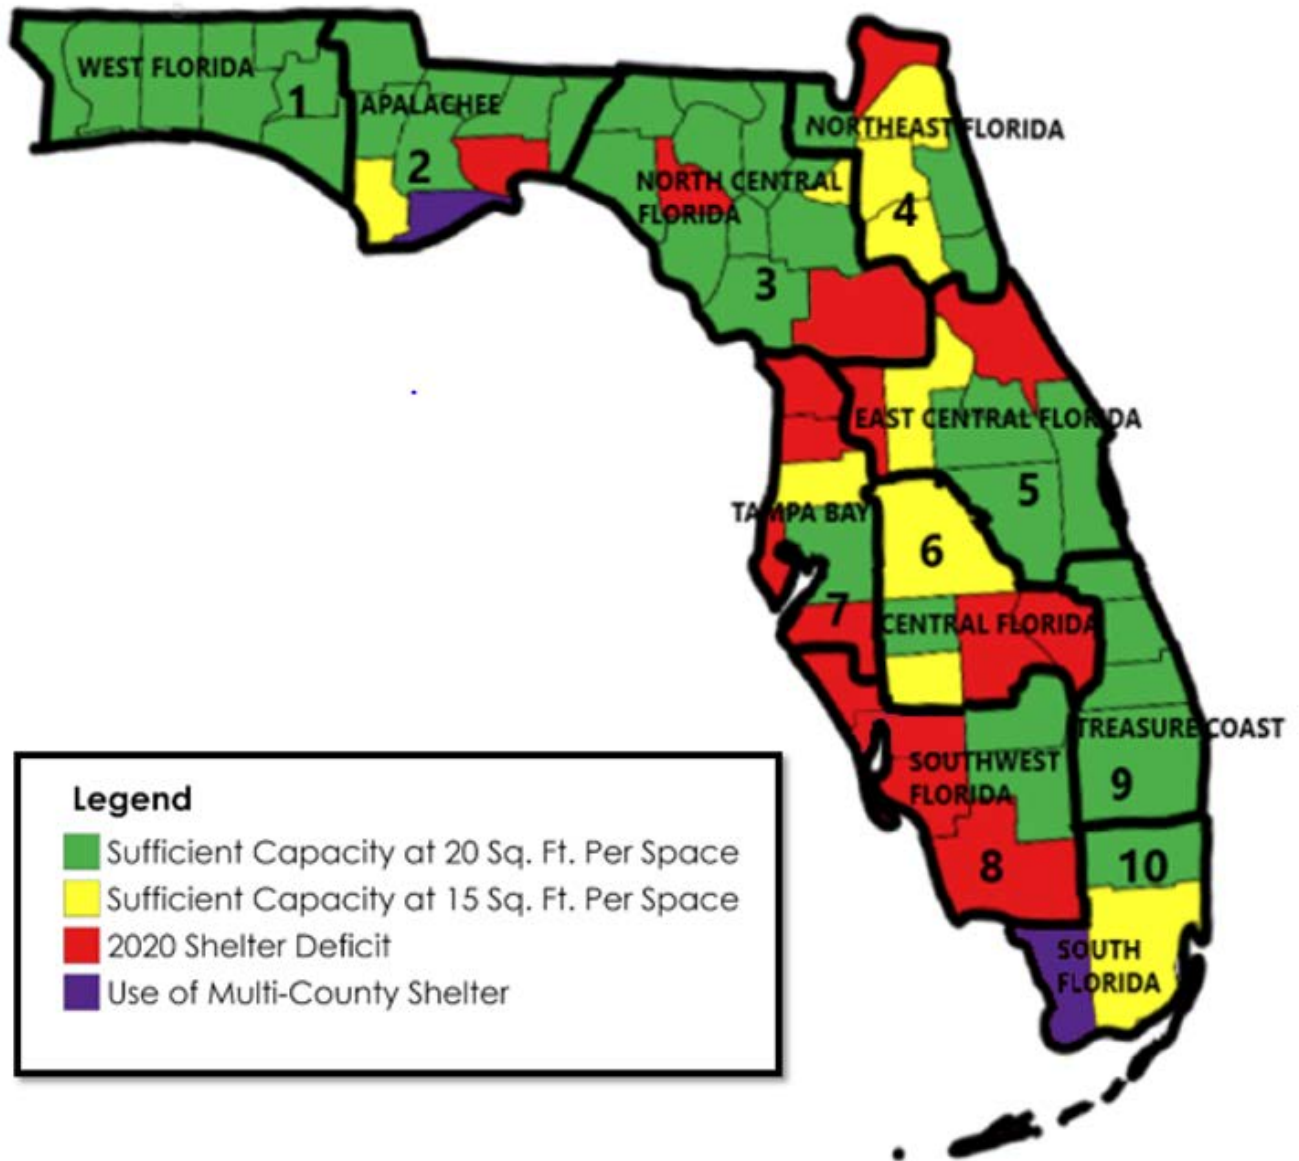 WEST FLORIDA
1
APALACHEE
2
NORTHEAST FLORIDA
NORTH CENTRAL
FLORIDA
4
3
EAST CENTRAL FLORIDA
5
TAMPA BAY
6
7
CENTRAL FLORIDA
TREASURE COAST
SOUTHWEST
FLORIDA
9
8
10
SOUTH
FLORIDA
Legend
Sufficient Capacity at 20 Sq. Ft. Per Space
Sufficient Capacity at 15 Sq. Ft. Per Space
2020 Shelter Deficit
Use of Multi-County Shelter